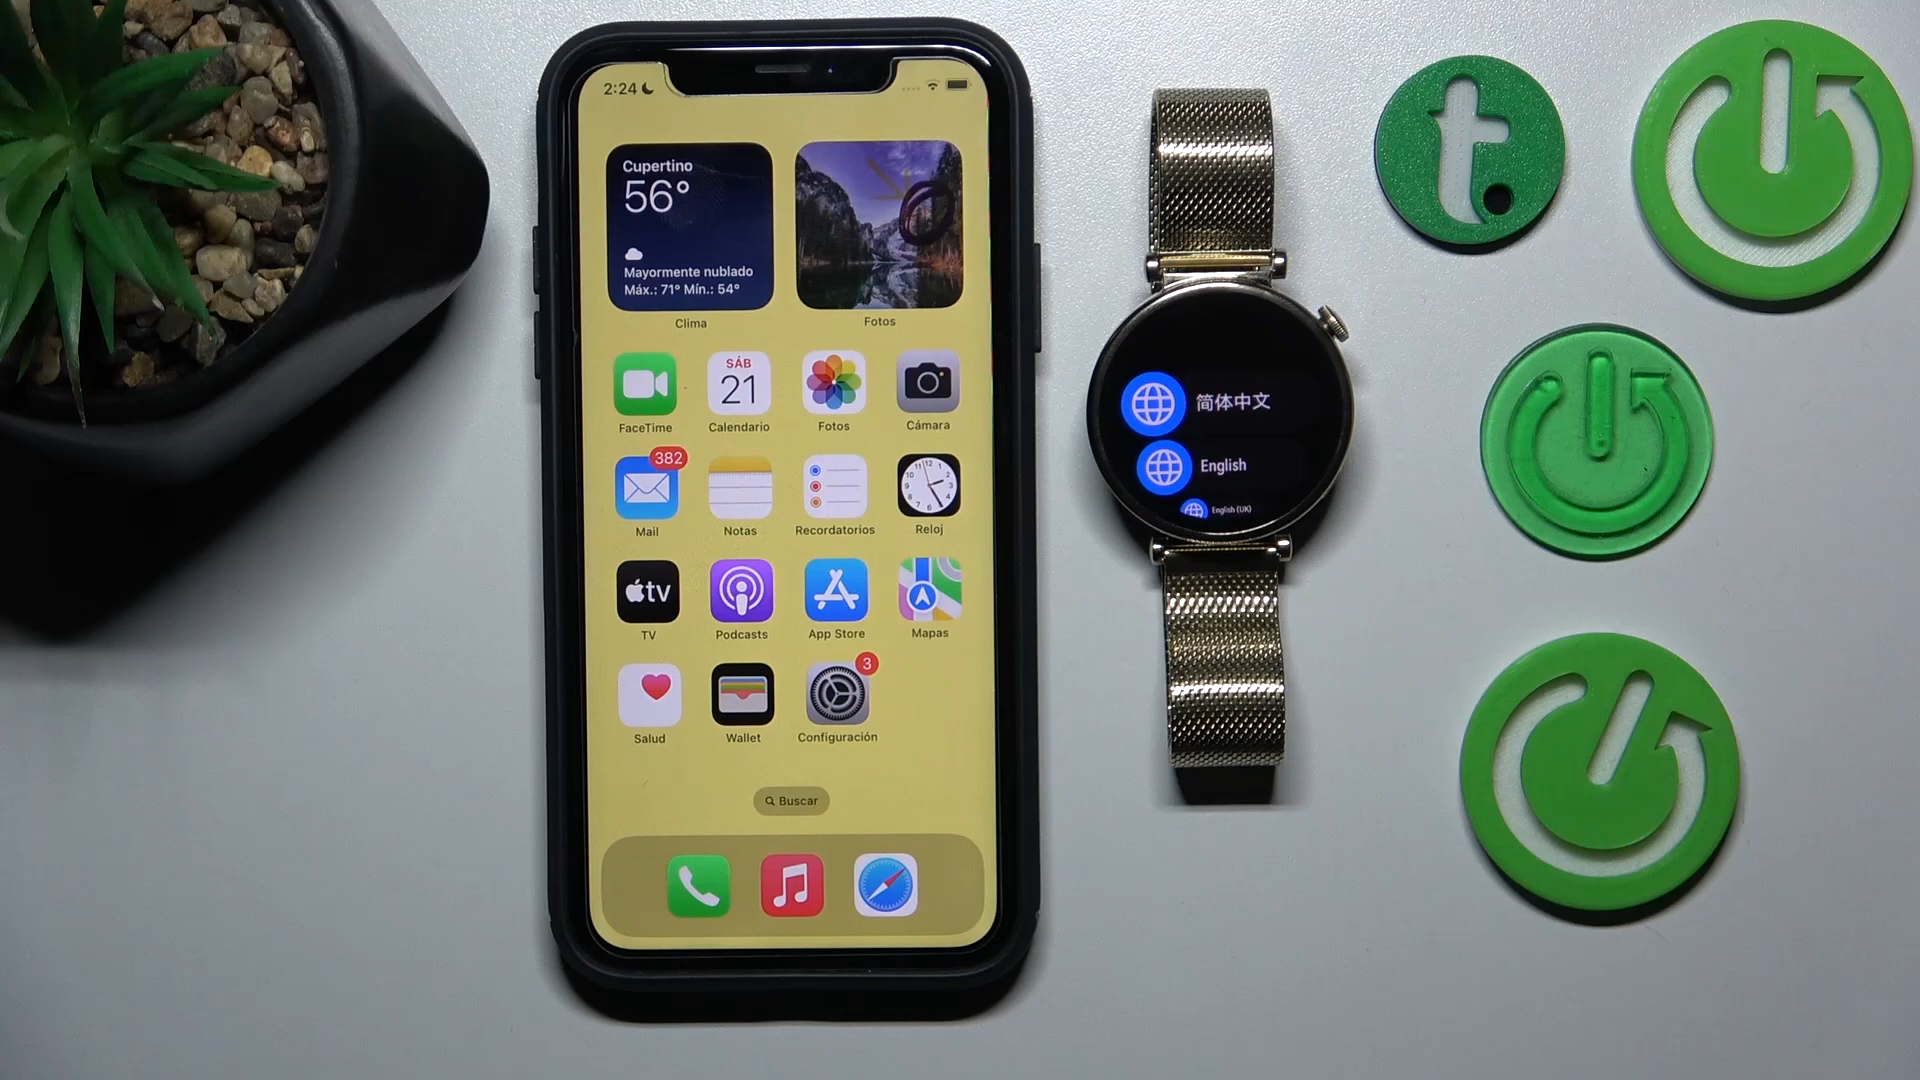 2:24
Cupertino
56°
Mayormente nublado
Máx.: 71° Mín.: 54°
Clima
Fotos
FaceTime
SÁB
21
Calendario
Fotos
Cámara
382
Mail
Notas
Recordatorios
Reloj
tv
TV
Podcasts
App Store
Mapas
Salud
Wallet
3
Configuración
Buscar
简体中文
English
English (UK)
t.